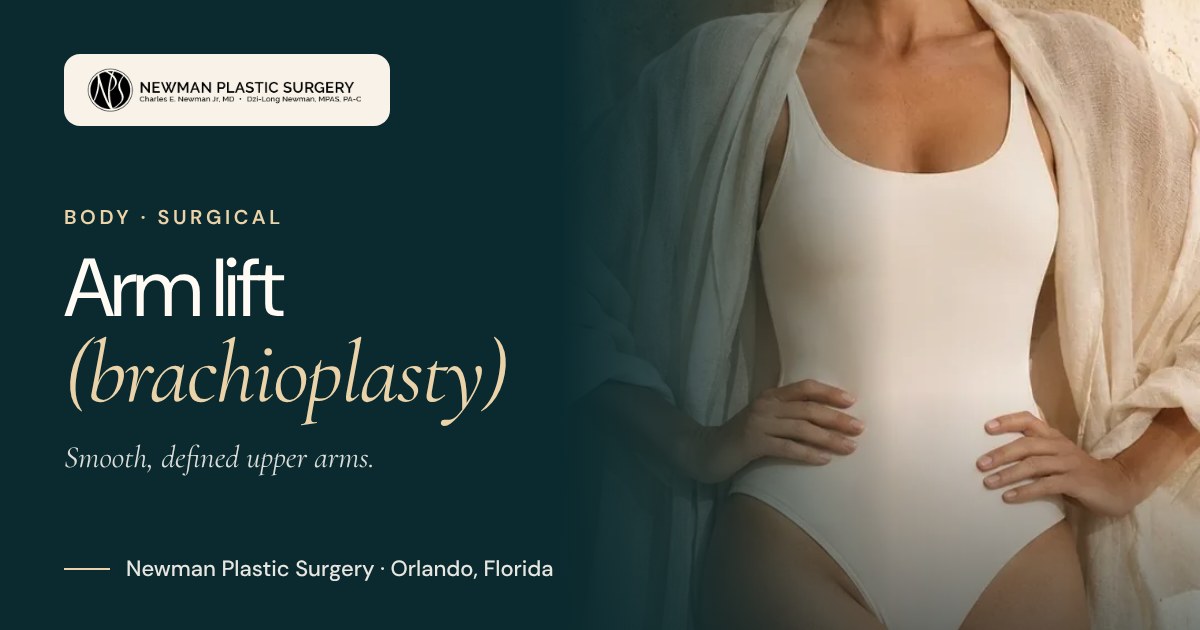 NPS
NEWMAN PLASTIC SURGERY
Charles E. Newman Jr, MD • Dzi-Long Newman, MPAS, PA-C
BODY · SURGICAL
Arm lift
(brachioplasty)
Smooth, defined upper arms.
Newman Plastic Surgery · Orlando, Florida